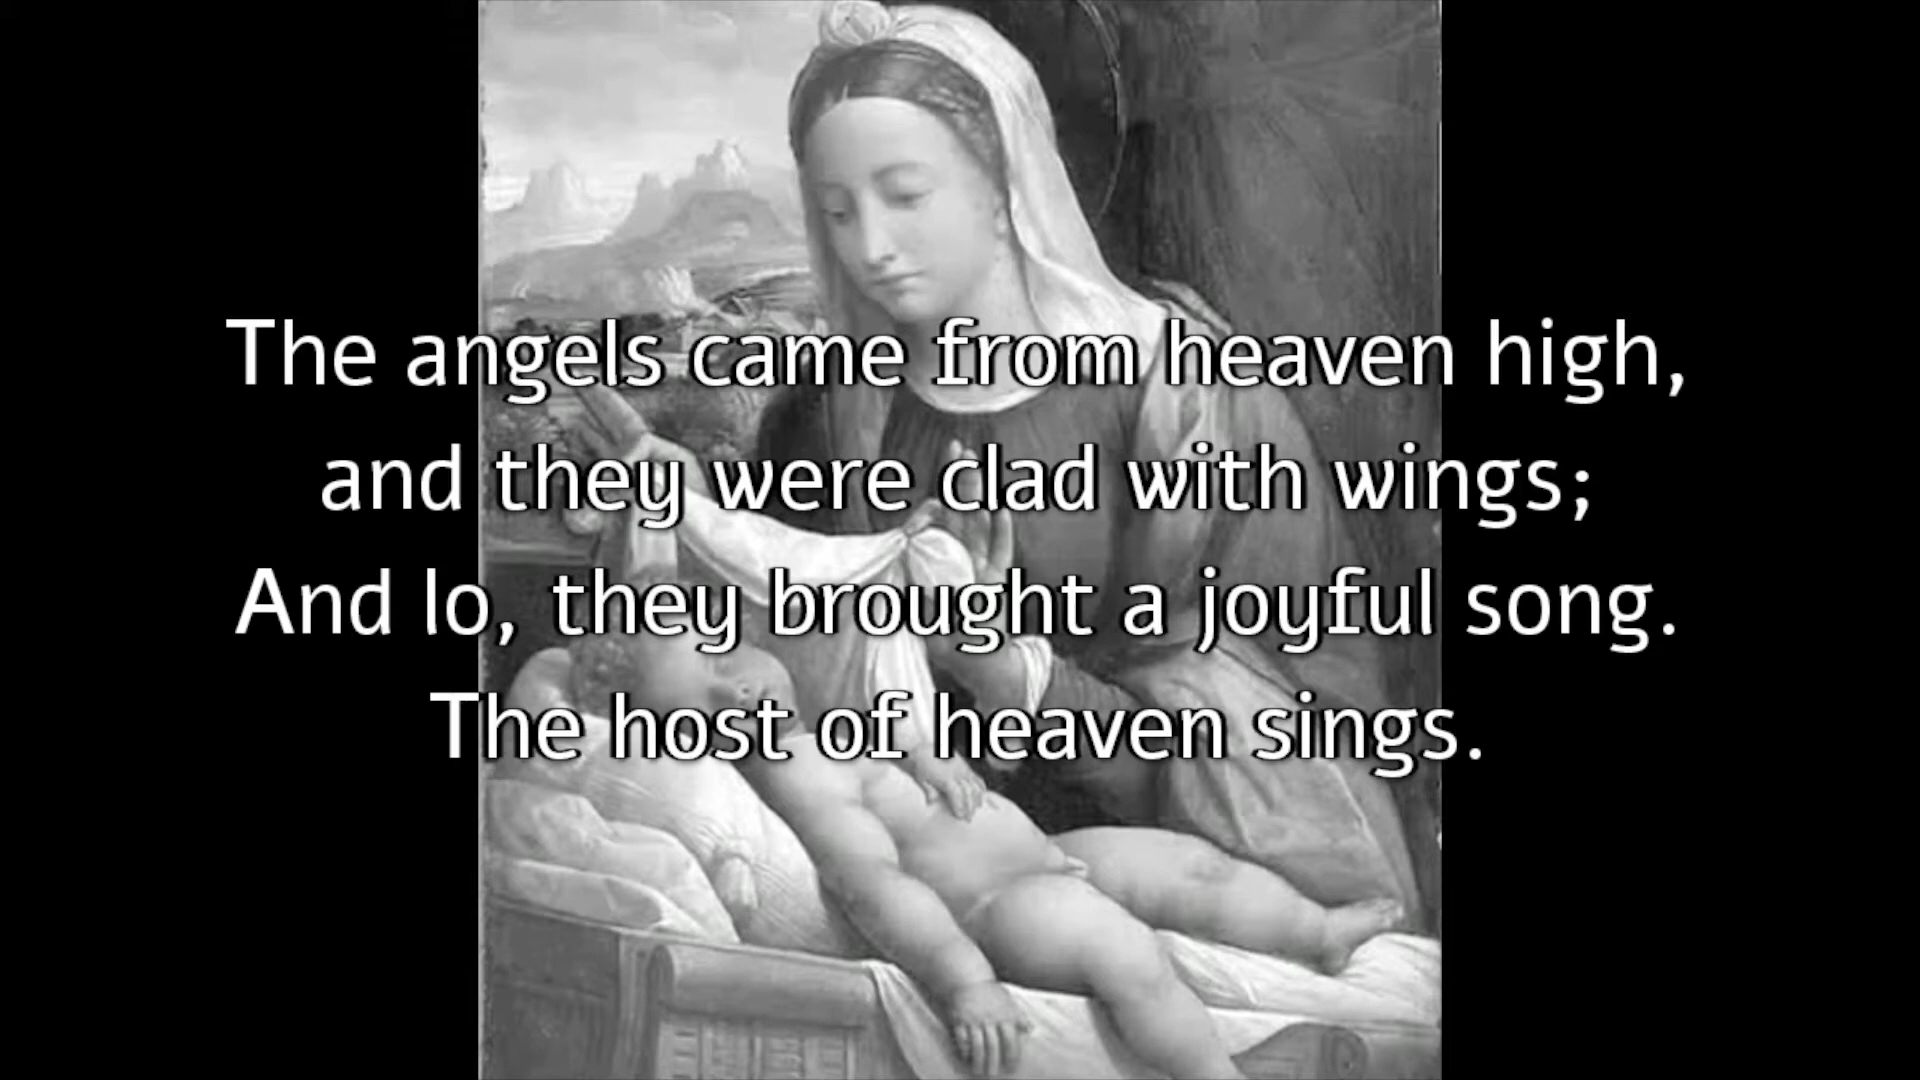 The angels came from heaven high,
and they were clad with wings;
And lo, they brought a joyful song.
The host of heaven sings.